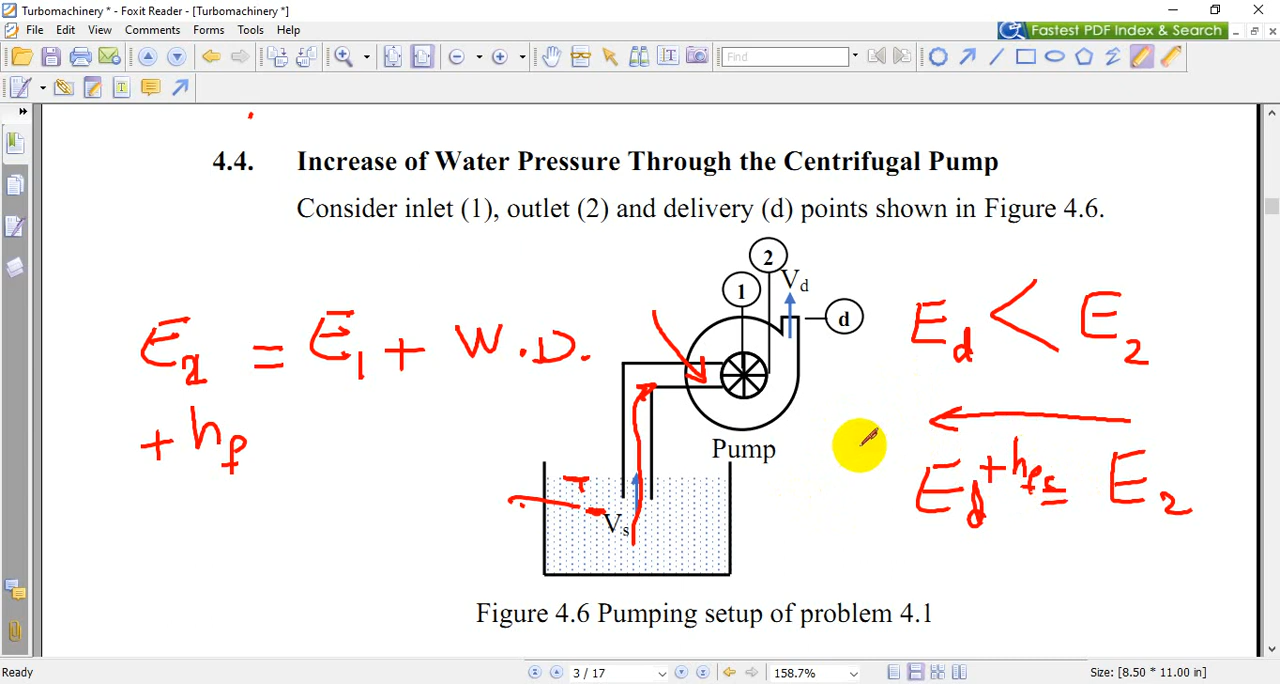 Turbomachinery * - Foxit Reader - [Turbomachinery *]
File Edit View Comments Forms Tools Help
Fastest PDF Index & Search
Find
4.4. Increase of Water Pressure Through the Centrifugal Pump
Consider inlet (1), outlet (2) and delivery (d) points shown in Figure 4.6.
2
1
Vd
d
Ed < E2
E2 = E1 + W.D.
+ hf
Pump
Ed + hfc = E2
Vs
Figure 4.6 Pumping setup of problem 4.1
Ready
3 / 17
158.7%
Size: [8.50 * 11.00 in]